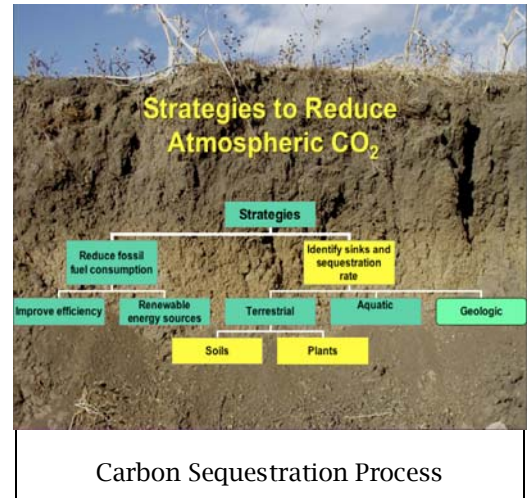 Strategies to Reduce
Atmospheric CO₂
Strategies
Reduce fossil
fuel consumption
Identify sinks and
sequestration
rate
Improve efficiency
Renewable
energy sources
Terrestrial
Aquatic
Geologic
Soils
Plants
Carbon Sequestration Process